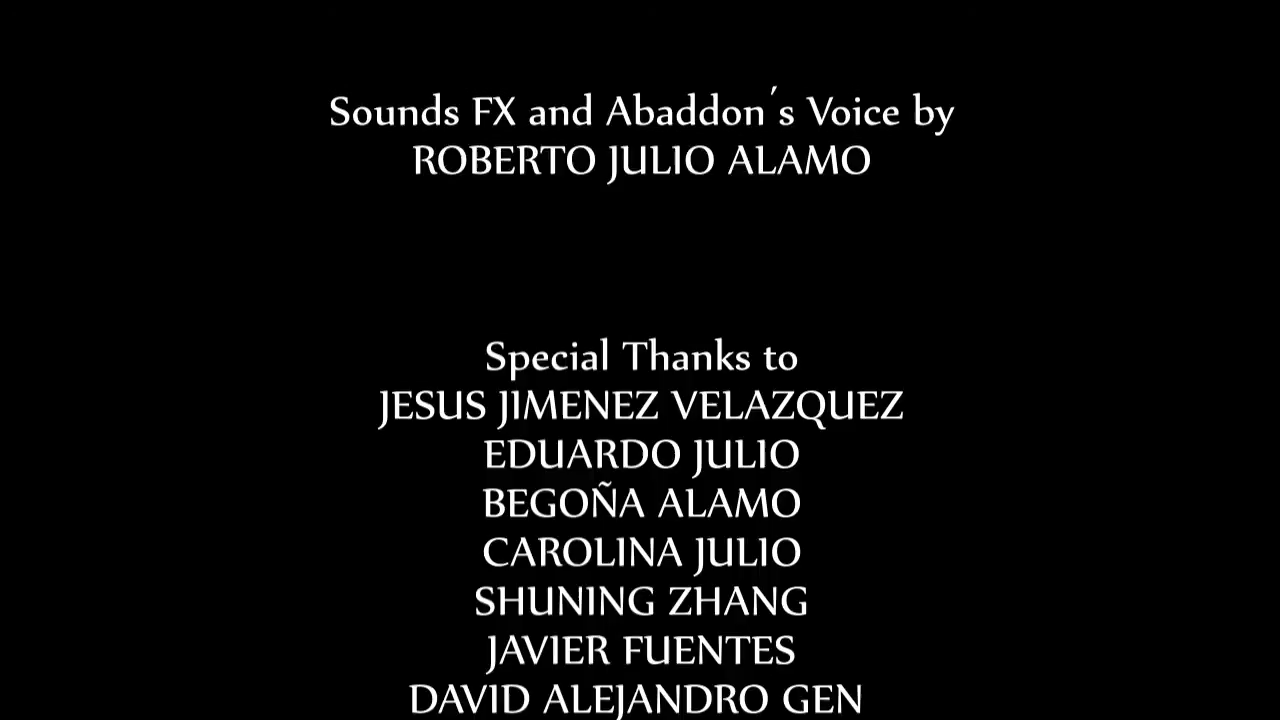 Sounds FX and Abaddon´s Voice by
ROBERTO JULIO ALAMO
Special Thanks to
JESUS JIMENEZ VELAZQUEZ
EDUARDO JULIO
BEGOÑA ALAMO
CAROLINA JULIO
SHUNING ZHANG
JAVIER FUENTES
DAVID ALEJANDRO GEN